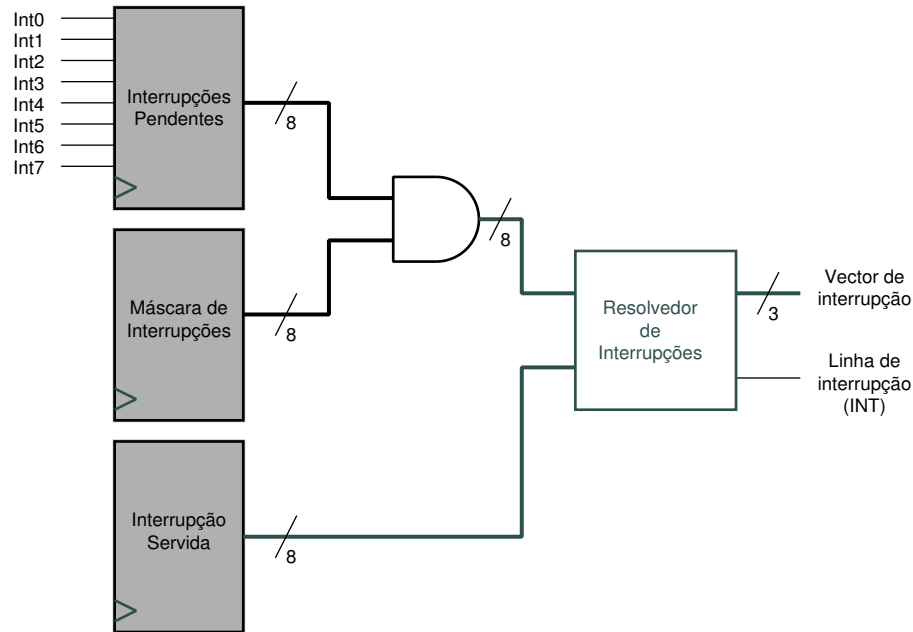 Int0
Int1
Int2
Int3
Int4
Int5
Int6
Int7
Interrupções
Pendentes
8
8
Máscara de
Interrupções
8
Resolvedor
de
Interrupções
3
Vector de
interrupção
Linha de
interrupção
(INT)
Interrupção
Servida
8